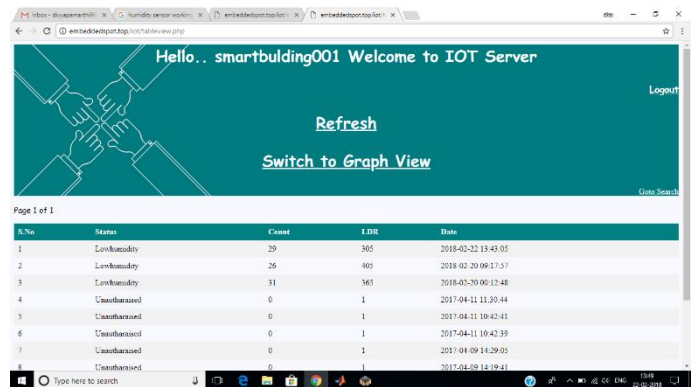 Inbox - divyapamarthi9
G humidity sensor working
embeddedspot.top/iot/
embeddedspot.top/iot/t
embeddedspot.top/iot/tableview.php
Hello.. smartbulding001 Welcome to IOT Server
Logout
Refresh
Switch to Graph View
Goto Search
Page 1 of 1
S.No Status Count LDR Date
1 Lowhumidity 29 305 2018-02-22 13:43:05
2 Lowhumidity 26 405 2018-02-20 09:17:57
3 Lowhumidity 31 365 2018-02-20 00:12:48
4 Unauthamised 0 1 2017-04-11 11:30:44
5 Unauthamised 0 1 2017-04-11 10:42:41
6 Unauthamised 0 1 2017-04-11 10:42:39
7 Unauthamised 0 1 2017-04-09 14:29:05
8 Unauthamised 0 1 2017-04-09 14:19:41
Type here to search
ENG
13:49
22-02-2018